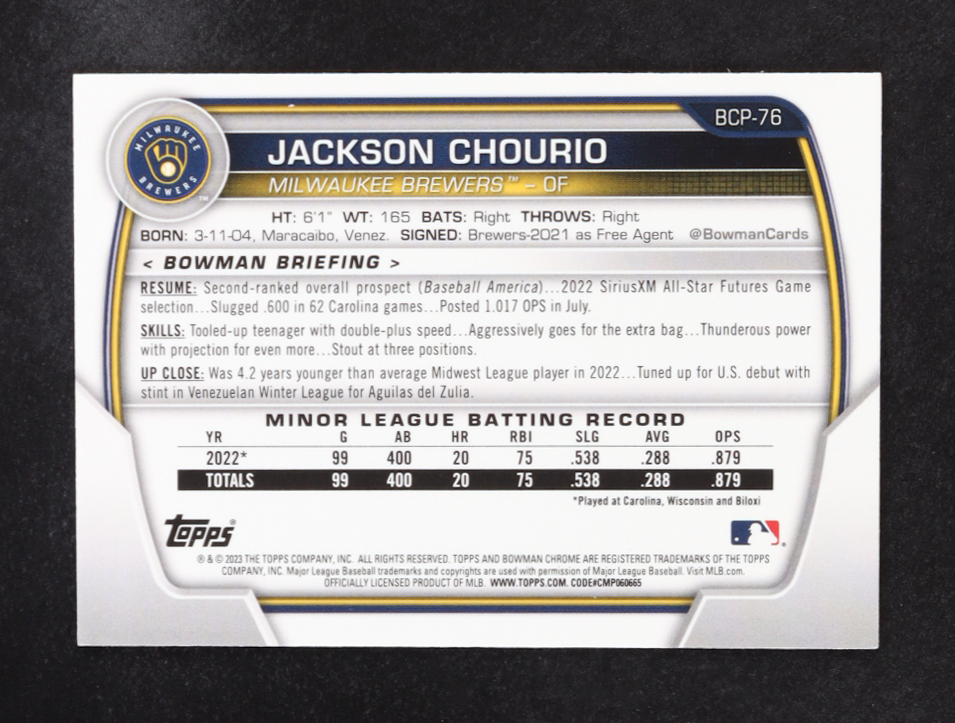 BCP-76
MILWAUKEE BREWERS ™
JACKSON CHOURIO
MILWAUKEE BREWERS™ – OF
HT: 6'1" WT: 165 BATS: Right THROWS: Right
BORN: 3-11-04, Maracaibo, Venez. SIGNED: Brewers-2021 as Free Agent @BowmanCards
< BOWMAN BRIEFING >
RESUME: Second-ranked overall prospect (Baseball America)...2022 SiriusXM All-Star Futures Game
selection...Slugged .600 in 62 Carolina games...Posted 1.017 OPS in July.
SKILLS: Tooled-up teenager with double-plus speed...Aggressively goes for the extra bag...Thunderous power
with projection for even more...Stout at three positions.
UP CLOSE: Was 4.2 years younger than average Midwest League player in 2022...Tuned up for U.S. debut with
stint in Venezuelan Winter League for Aguilas del Zulia.
MINOR LEAGUE BATTING RECORD
YR G AB HR RBI SLG AVG OPS
2022* 99 400 20 75 .538 .288 .879
TOTALS 99 400 20 75 .538 .288 .879
*Played at Carolina, Wisconsin and Biloxi
Topps®
® & © 2023 THE TOPPS COMPANY, INC. ALL RIGHTS RESERVED. TOPPS AND BOWMAN CHROME ARE REGISTERED TRADEMARKS OF THE TOPPS
COMPANY, INC. Major League Baseball trademarks and copyrights are used with permission of Major League Baseball. Visit MLB.com.
OFFICIALLY LICENSED PRODUCT OF MLB. WWW.TOPPS.COM. CODE#CMP060665